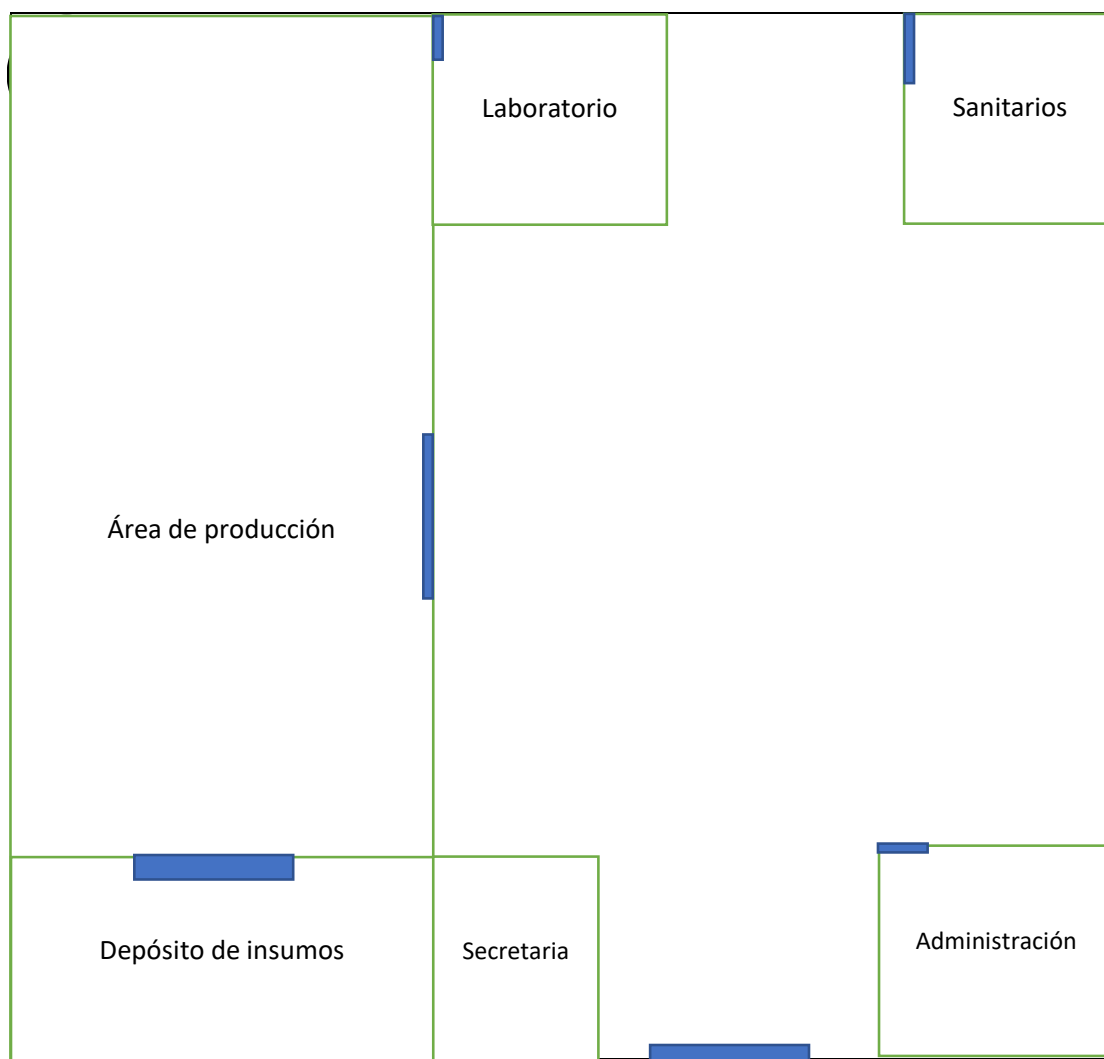 Laboratorio
Sanitarios
Área de producción
Depósito de insumos
Secretaria
Administración